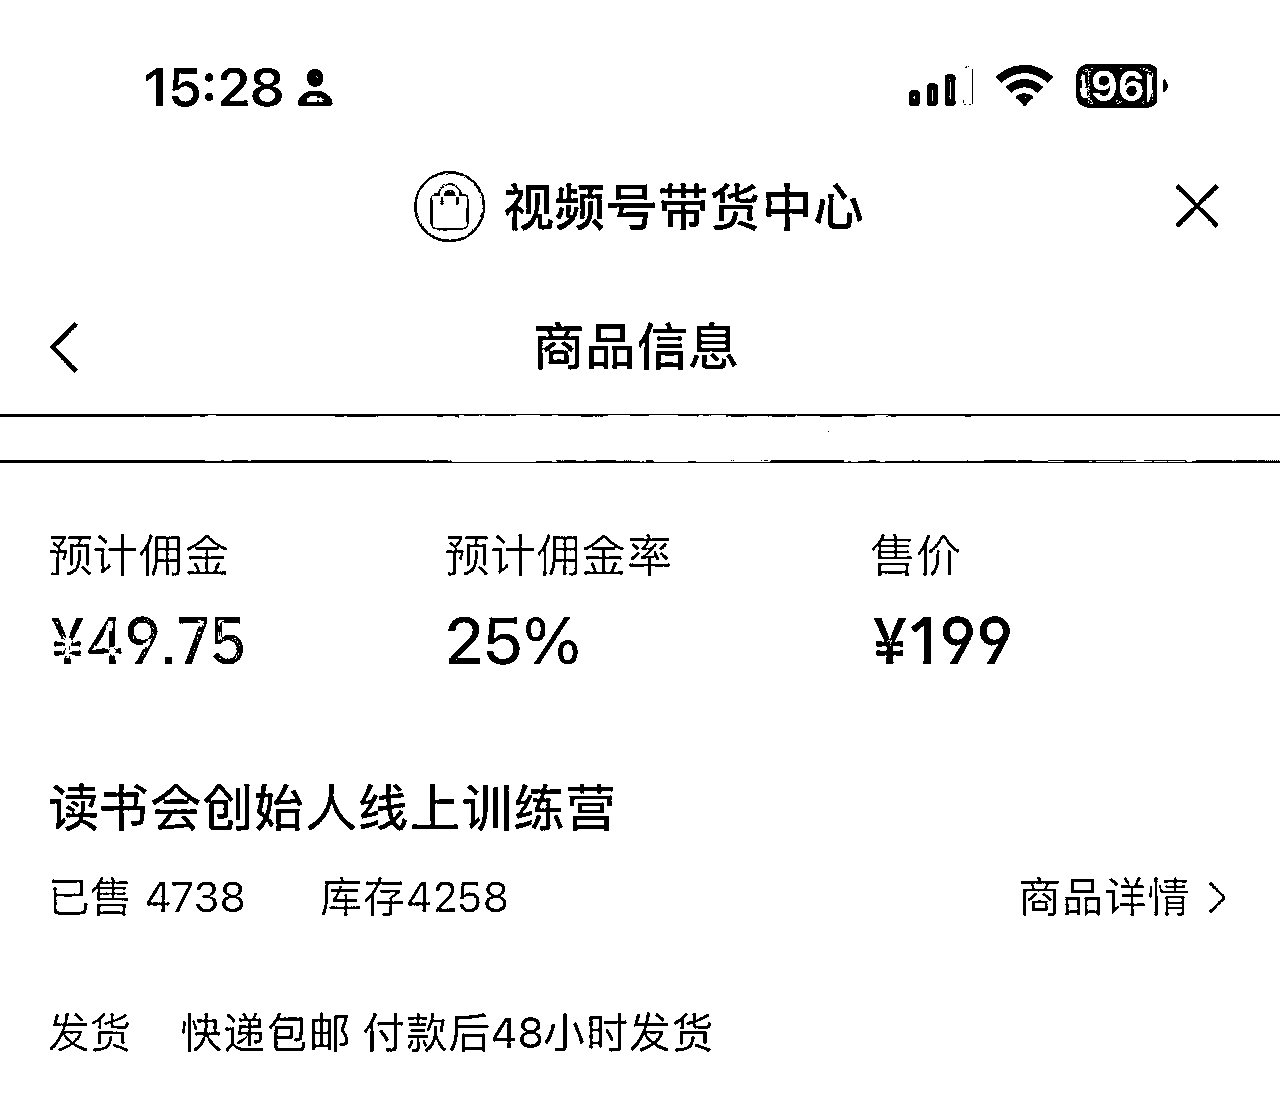 15:28 96
视频号带货中心
商品信息
预计佣金 预计佣金率 售价
¥49.75 25% ¥199
读书会创始人线上训练营
已售 4738 库存4258 商品详情
发货 快递包邮 付款后48小时发货